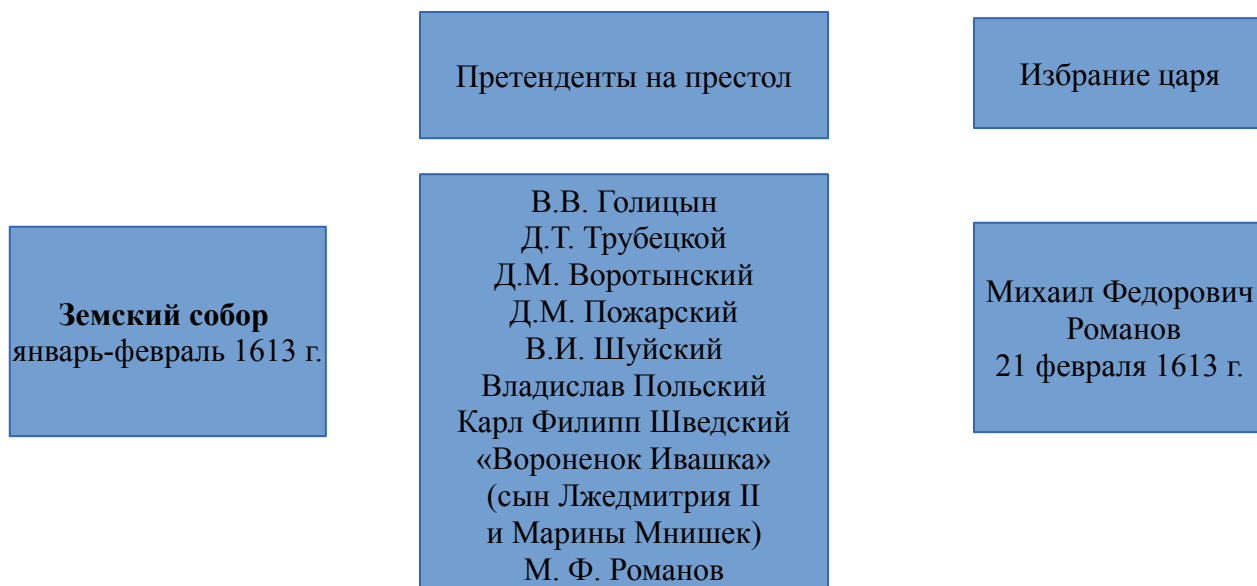 Претенденты на престол
Избрание царя
Земский собор
январь-февраль 1613 г.
В.В. Голицын
Д.Т. Трубецкой
Д.М. Воротынский
Д.М. Пожарский
В.И. Шуйский
Владислав Польский
Карл Филипп Шведский
«Вороненок Ивашка»
(сын Лжедмитрия II
и Марины Мнишек)
М. Ф. Романов
Михаил Федорович
Романов
21 февраля 1613 г.